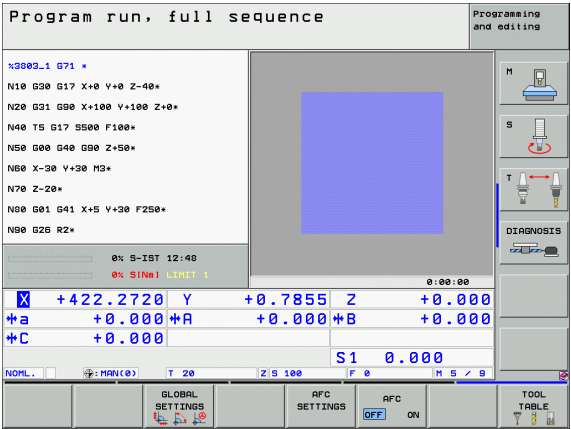 Program run, full sequence
Programming
and editing
%3803_1 G71 *
N10 G30 G17 X+0 Y+0 Z-40*
N20 G31 G90 X+100 Y+100 Z+0*
N40 T5 G17 S500 F100*
N50 G00 G40 G90 Z+50*
N60 X-30 Y+30 M3*
N70 Z-20*
N80 G01 G41 X+5 Y+30 F250*
N90 G26 R2*
0% S-IST 12:48
0% S[Nm] LIMIT 1
0:00:00
M
S
T
DIAGNOSIS
X +422.2720 Y +0.7855 Z +0.000
a +0.000 A +0.000 B +0.000
C +0.000
S1 0.000
NOML. : MAN(0) T 20 Z S 100 F 0 M 5 / 9
GLOBAL
SETTINGS
AFC
SETTINGS
AFC
OFF ON
TOOL
TABLE